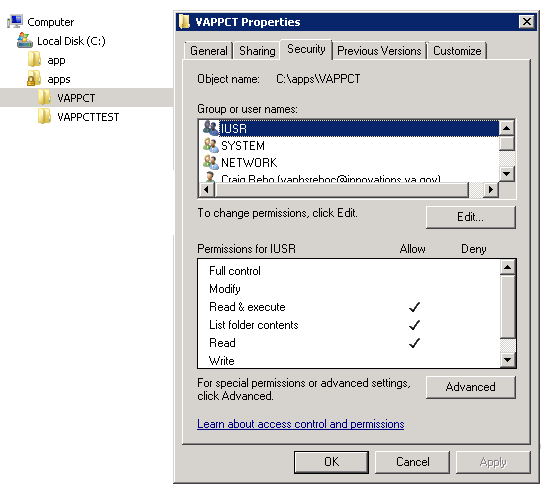 Computer
Local Disk (C:)
app
apps
VAPPCT
VAPPCTTEST
VAPPCT Properties
General Sharing Security Previous Versions Customize
Object name: C:\apps\VAPPCT
Group or user names:
IUSR
SYSTEM
NETWORK
Craig Rebo (vaphsreboc@innovations.va.gov)
To change permissions, click Edit.
Edit...
Permissions for IUSR Allow Deny
Full control
Modify
Read & execute
List folder contents
Read
Write
For special permissions or advanced settings,
click Advanced.
Advanced
Learn about access control and permissions
OK Cancel Apply